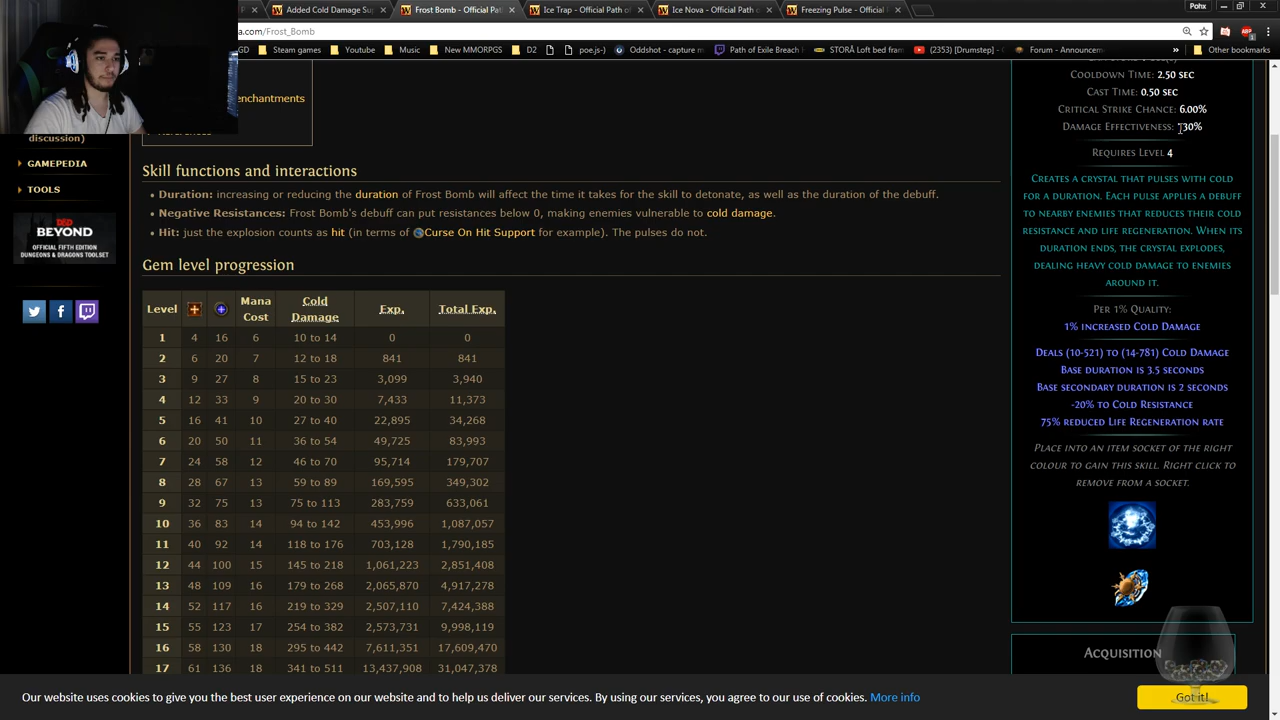 Added Cold Damage Su
Frost Bomb - Official Pat
Ice Trap - Official Path of
Ice Nova - Official Path of
Freezing Pulse - Official
Pohx
a.com/Frost_Bomb
GD
Steam games
Youtube
Music
New MMORPGS
D2
poe.js-)
Oddshot - capture m
Path of Exile Breach
STORÅ Loft bed fram
(2353) [Drumstep] -
Forum - Announcem
»
Other bookmarks
enchantments
discussion)
GAMEPEDIA
TOOLS
BEYOND
OFFICIAL FIFTH EDITION
DUNGEONS & DRAGONS TOOLSET
Skill functions and interactions
• Duration: increasing or reducing the duration of Frost Bomb will affect the time it takes for the skill to detonate, as well as the duration of the debuff.
• Negative Resistances: Frost Bomb's debuff can put resistances below 0, making enemies vulnerable to cold damage.
• Hit: just the explosion counts as hit (in terms of Curse On Hit Support for example). The pulses do not.
Gem level progression
Level Mana Cost Cold Damage Exp. Total Exp.
1 4 16 6 10 to 14 0 0
2 6 20 7 12 to 18 841 841
3 9 27 8 15 to 23 3,099 3,940
4 12 33 9 20 to 30 7,433 11,373
5 16 41 10 27 to 40 22,895 34,268
6 20 50 11 36 to 54 49,725 83,993
7 24 58 12 46 to 70 95,714 179,707
8 28 67 13 59 to 89 169,595 349,302
9 32 75 13 75 to 113 283,759 633,061
10 36 83 14 94 to 142 453,996 1,087,057
11 40 92 14 118 to 176 703,128 1,790,185
12 44 100 15 145 to 218 1,061,223 2,851,408
13 48 109 16 179 to 268 2,065,870 4,917,278
14 52 117 16 219 to 329 2,507,110 7,424,388
15 55 123 17 254 to 382 2,573,731 9,998,119
16 58 130 18 295 to 442 7,611,351 17,609,470
17 61 136 18 341 to 511 13,437,908 31,047,378
Cooldown Time: 2.50 sec
Cast Time: 0.50 sec
Critical Strike Chance: 6.00%
Damage Effectiveness: 130%
Requires Level 4
Creates a crystal that pulses with cold
for a duration. Each pulse applies a debuff
to nearby enemies that reduces their cold
resistance and life regeneration. When its
duration ends, the crystal explodes,
dealing heavy cold damage to enemies
around it.
Per 1% Quality:
1% increased Cold Damage
Deals (10-521) to (14-781) Cold Damage
Base duration is 3.5 seconds
Base secondary duration is 2 seconds
-20% to Cold Resistance
75% reduced Life Regeneration rate
Place into an item socket of the right
colour to gain this skill. Right click to
remove from a socket.
Acquisition
Our website uses cookies to give you the best user experience on our website and to help us deliver our services. By using our services, you agree to our use of cookies. More info
Got it!